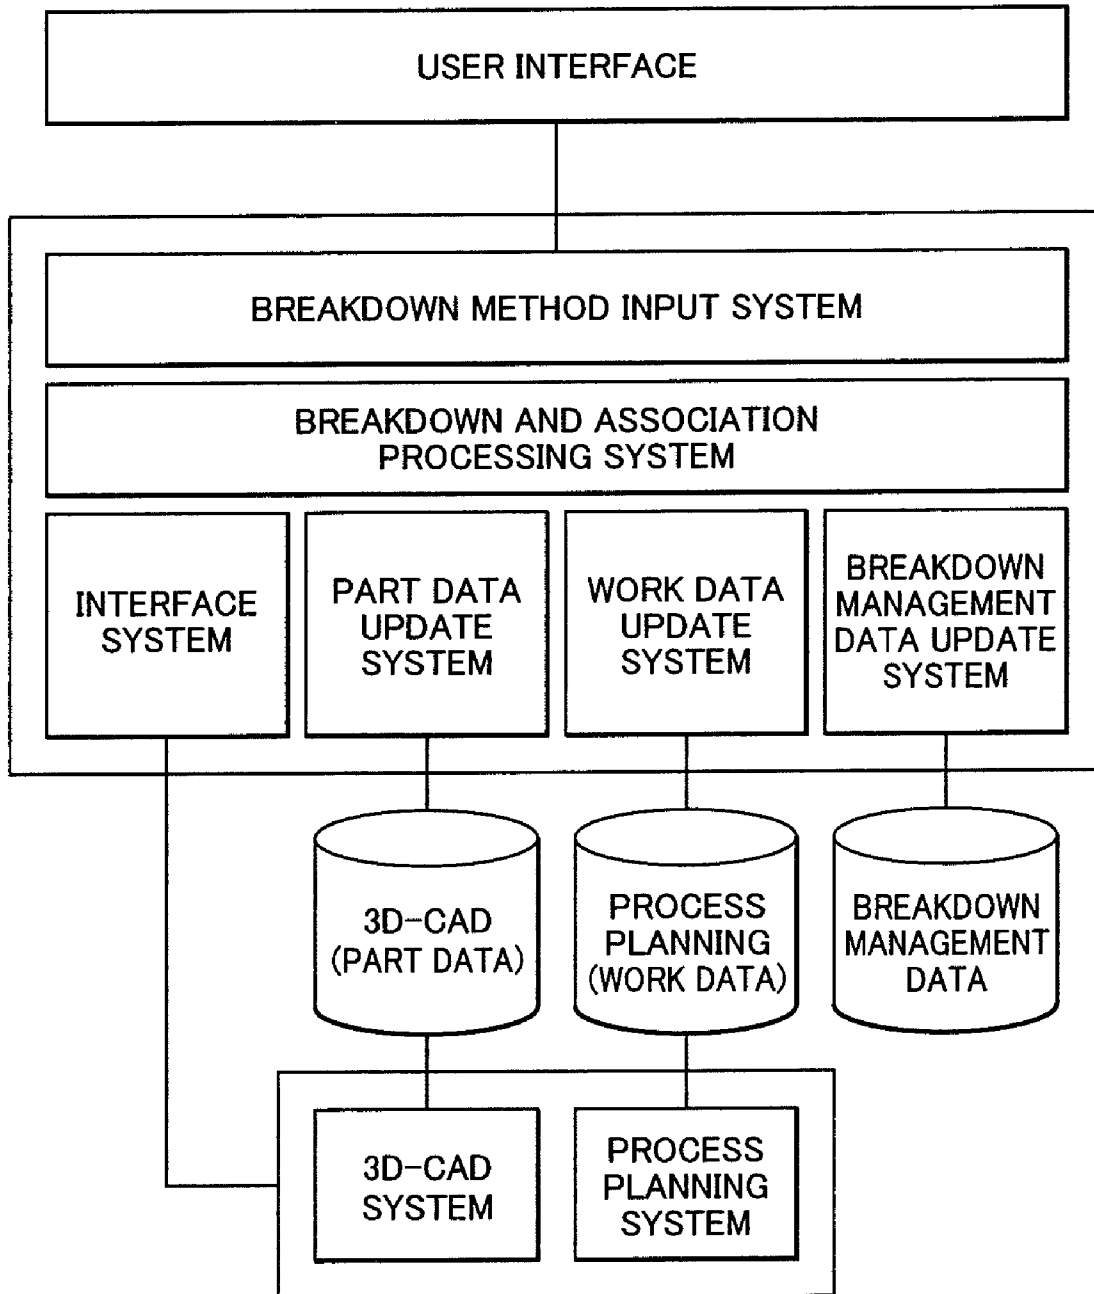 USER INTERFACE
BREAKDOWN METHOD INPUT SYSTEM
BREAKDOWN AND ASSOCIATION
PROCESSING SYSTEM
INTERFACE
SYSTEM
PART DATA
UPDATE
SYSTEM
WORK DATA
UPDATE
SYSTEM
BREAKDOWN
MANAGEMENT
DATA UPDATE
SYSTEM
3D-CAD
(PART DATA)
PROCESS
PLANNING
(WORK DATA)
BREAKDOWN
MANAGEMENT
DATA
3D-CAD
SYSTEM
PROCESS
PLANNING
SYSTEM